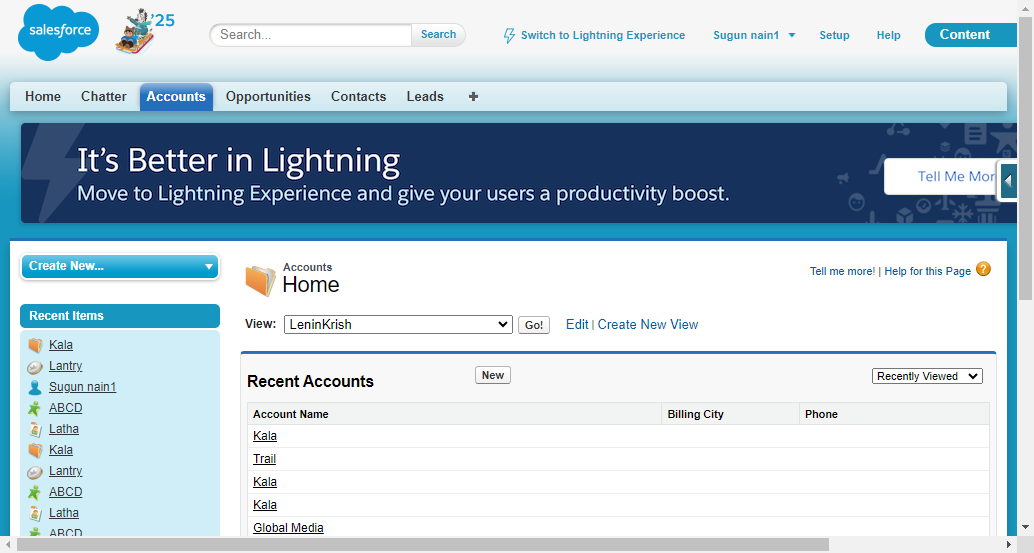 salesforce
'25
Search...
Search
Switch to Lightning Experience
Sugun nain1
Setup
Help
Content
Home
Chatter
Accounts
Opportunities
Contacts
Leads
+
It's Better in Lightning
Move to Lightning Experience and give your users a productivity boost.
Tell Me Mor
Create New...
Accounts
Home
Tell me more! | Help for this Page ?
View: LeninKrish Go! Edit | Create New View
Recent Items
Kala
Lantry
Sugun nain1
ABCD
Latha
Kala
Lantry
ABCD
Latha
ABCD
Recent Accounts New Recently Viewed
Account Name Billing City Phone
Kala
Trail
Kala
Kala
Global Media